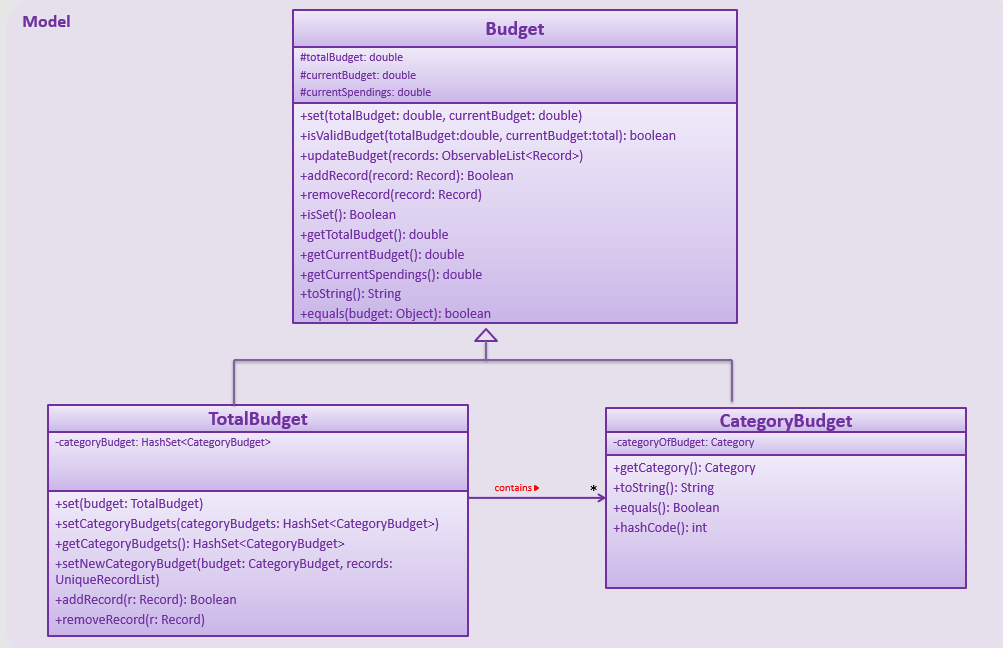 Model
Budget
#totalBudget: double
#currentBudget: double
#currentSpendings: double
+set(totalBudget: double, currentBudget: double)
+isValidBudget(totalBudget:double, currentBudget:total): boolean
+updateBudget(records: ObservableList<Record>)
+addRecord(record: Record): Boolean
+removeRecord(record: Record)
+isSet(): Boolean
+getTotalBudget(): double
+getCurrentBudget(): double
+getCurrentSpendings(): double
+toString(): String
+equals(budget: Object): boolean
TotalBudget
-categoryBudget: HashSet<CategoryBudget>
+set(budget: TotalBudget)
+setCategoryBudgets(categoryBudgets: HashSet<CategoryBudget>)
+getCategoryBudgets(): HashSet<CategoryBudget>
+setNewCategoryBudget(budget: CategoryBudget, records:
UniqueRecordList)
+addRecord(r: Record): Boolean
+removeRecord(r: Record)
contains
*
CategoryBudget
-categoryOfBudget: Category
+getCategory(): Category
+toString(): String
+equals(): Boolean
+hashCode(): int